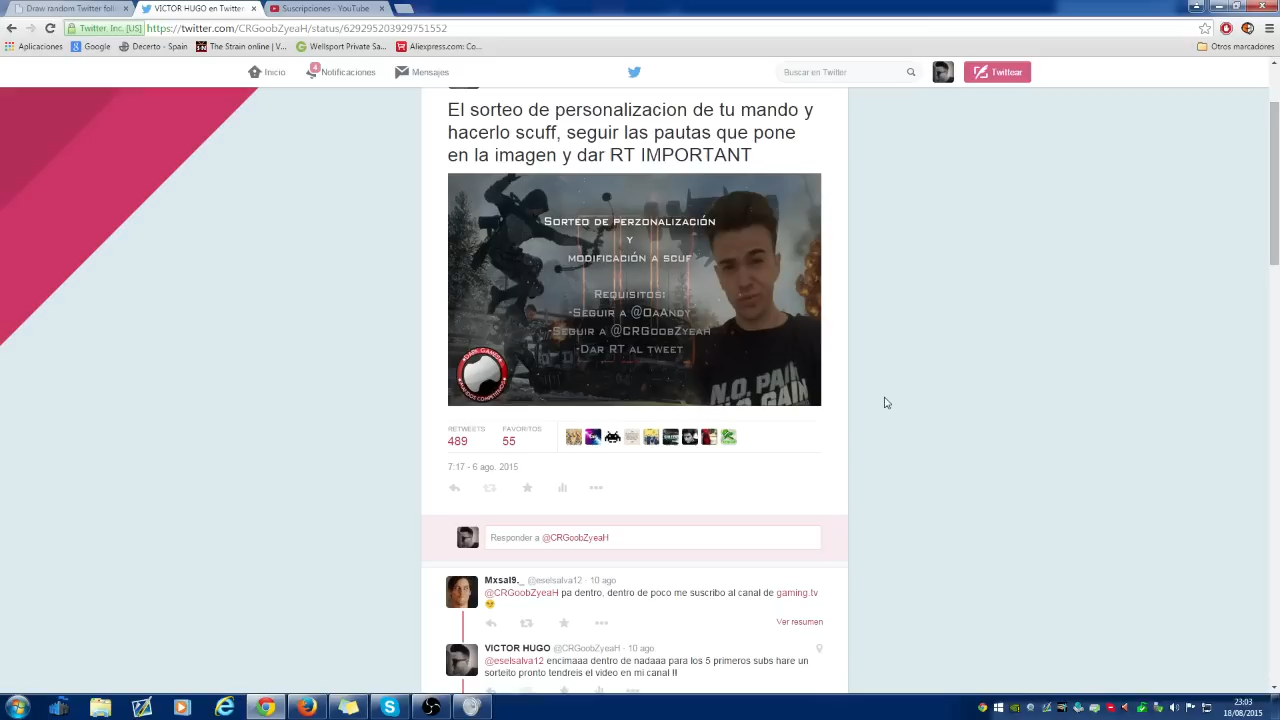 Draw random Twitter foll
VICTOR HUGO en Twitter
Suscripciones - YouTube
Twitter, Inc. [US]
https://twitter.com/CRGoobZyeaH/status/629295203929751552
Aplicaciones
Google
Decerto - Spain
The Strain online | V...
Wellsport Private Sa...
Aliexpress.com: Co...
Otros marcadores
Inicio
4
Notificaciones
Mensajes
Buscar en Twitter
Twittear
El sorteo de personalizacion de tu mando y
hacerlo scuff, seguir las pautas que pone
en la imagen y dar RT IMPORTANT
Sorteo de perzonalización
y
modificación a scuf
Requisitos:
-Seguir a @OaAndy
-Seguir a @CRGoobZyeah
-Dar RT al tweet
N.O. PAI
N.O GAIN
RETWEETS
489
FAVORITOS
55
7:17 - 6 ago. 2015
Responder a @CRGoobZyeaH
Mxsal9._ @eselsalva12 · 10 ago
@CRGoobZyeaH pa dentro, dentro de poco me suscribo al canal de gaming.tv
Ver resumen
VICTOR HUGO @CRGoobZyeaH · 10 ago
@eselsalva12 encimaaa dentro de nadaaa para los 5 primeros subs hare un
sorteito pronto tendreis el video en mi canal !!
23:03
18/08/2015